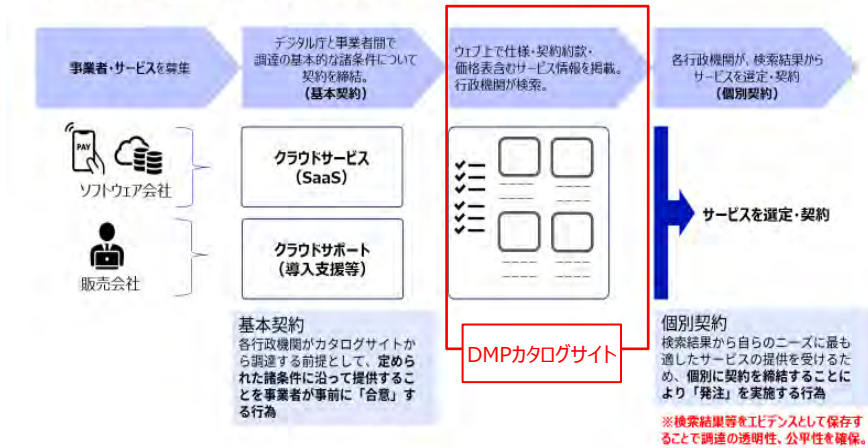 事業者・サービスを募集
デジタル庁と事業者間で
調達の基本的な諸条件について
契約を締結。
(基本契約)
ウェブ上で仕様・契約約款・
価格表含むサービス情報を掲載。
行政機関が検索。
各行政機関が、検索結果から
サービスを選定・契約
(個別契約)
PAY
ソフトウェア会社
クラウドサービス
(SaaS)
サービスを選定・契約
販売会社
クラウドサポート
(導入支援等)
基本契約
各行政機関がカタログサイトか
ら調達する前提として、定めら
れた諸条件に沿って提供するこ
とを事業者が事前に「合意」す
る行為
DMPカタログサイト
個別契約
検索結果から自らのニーズに最も
適したサービスの提供を受けるた
め、個別に契約を締結することに
より「発注」を実施する行為
※検索結果等をエビデンスとして保存す
ることで調達の透明性、公平性を確保。